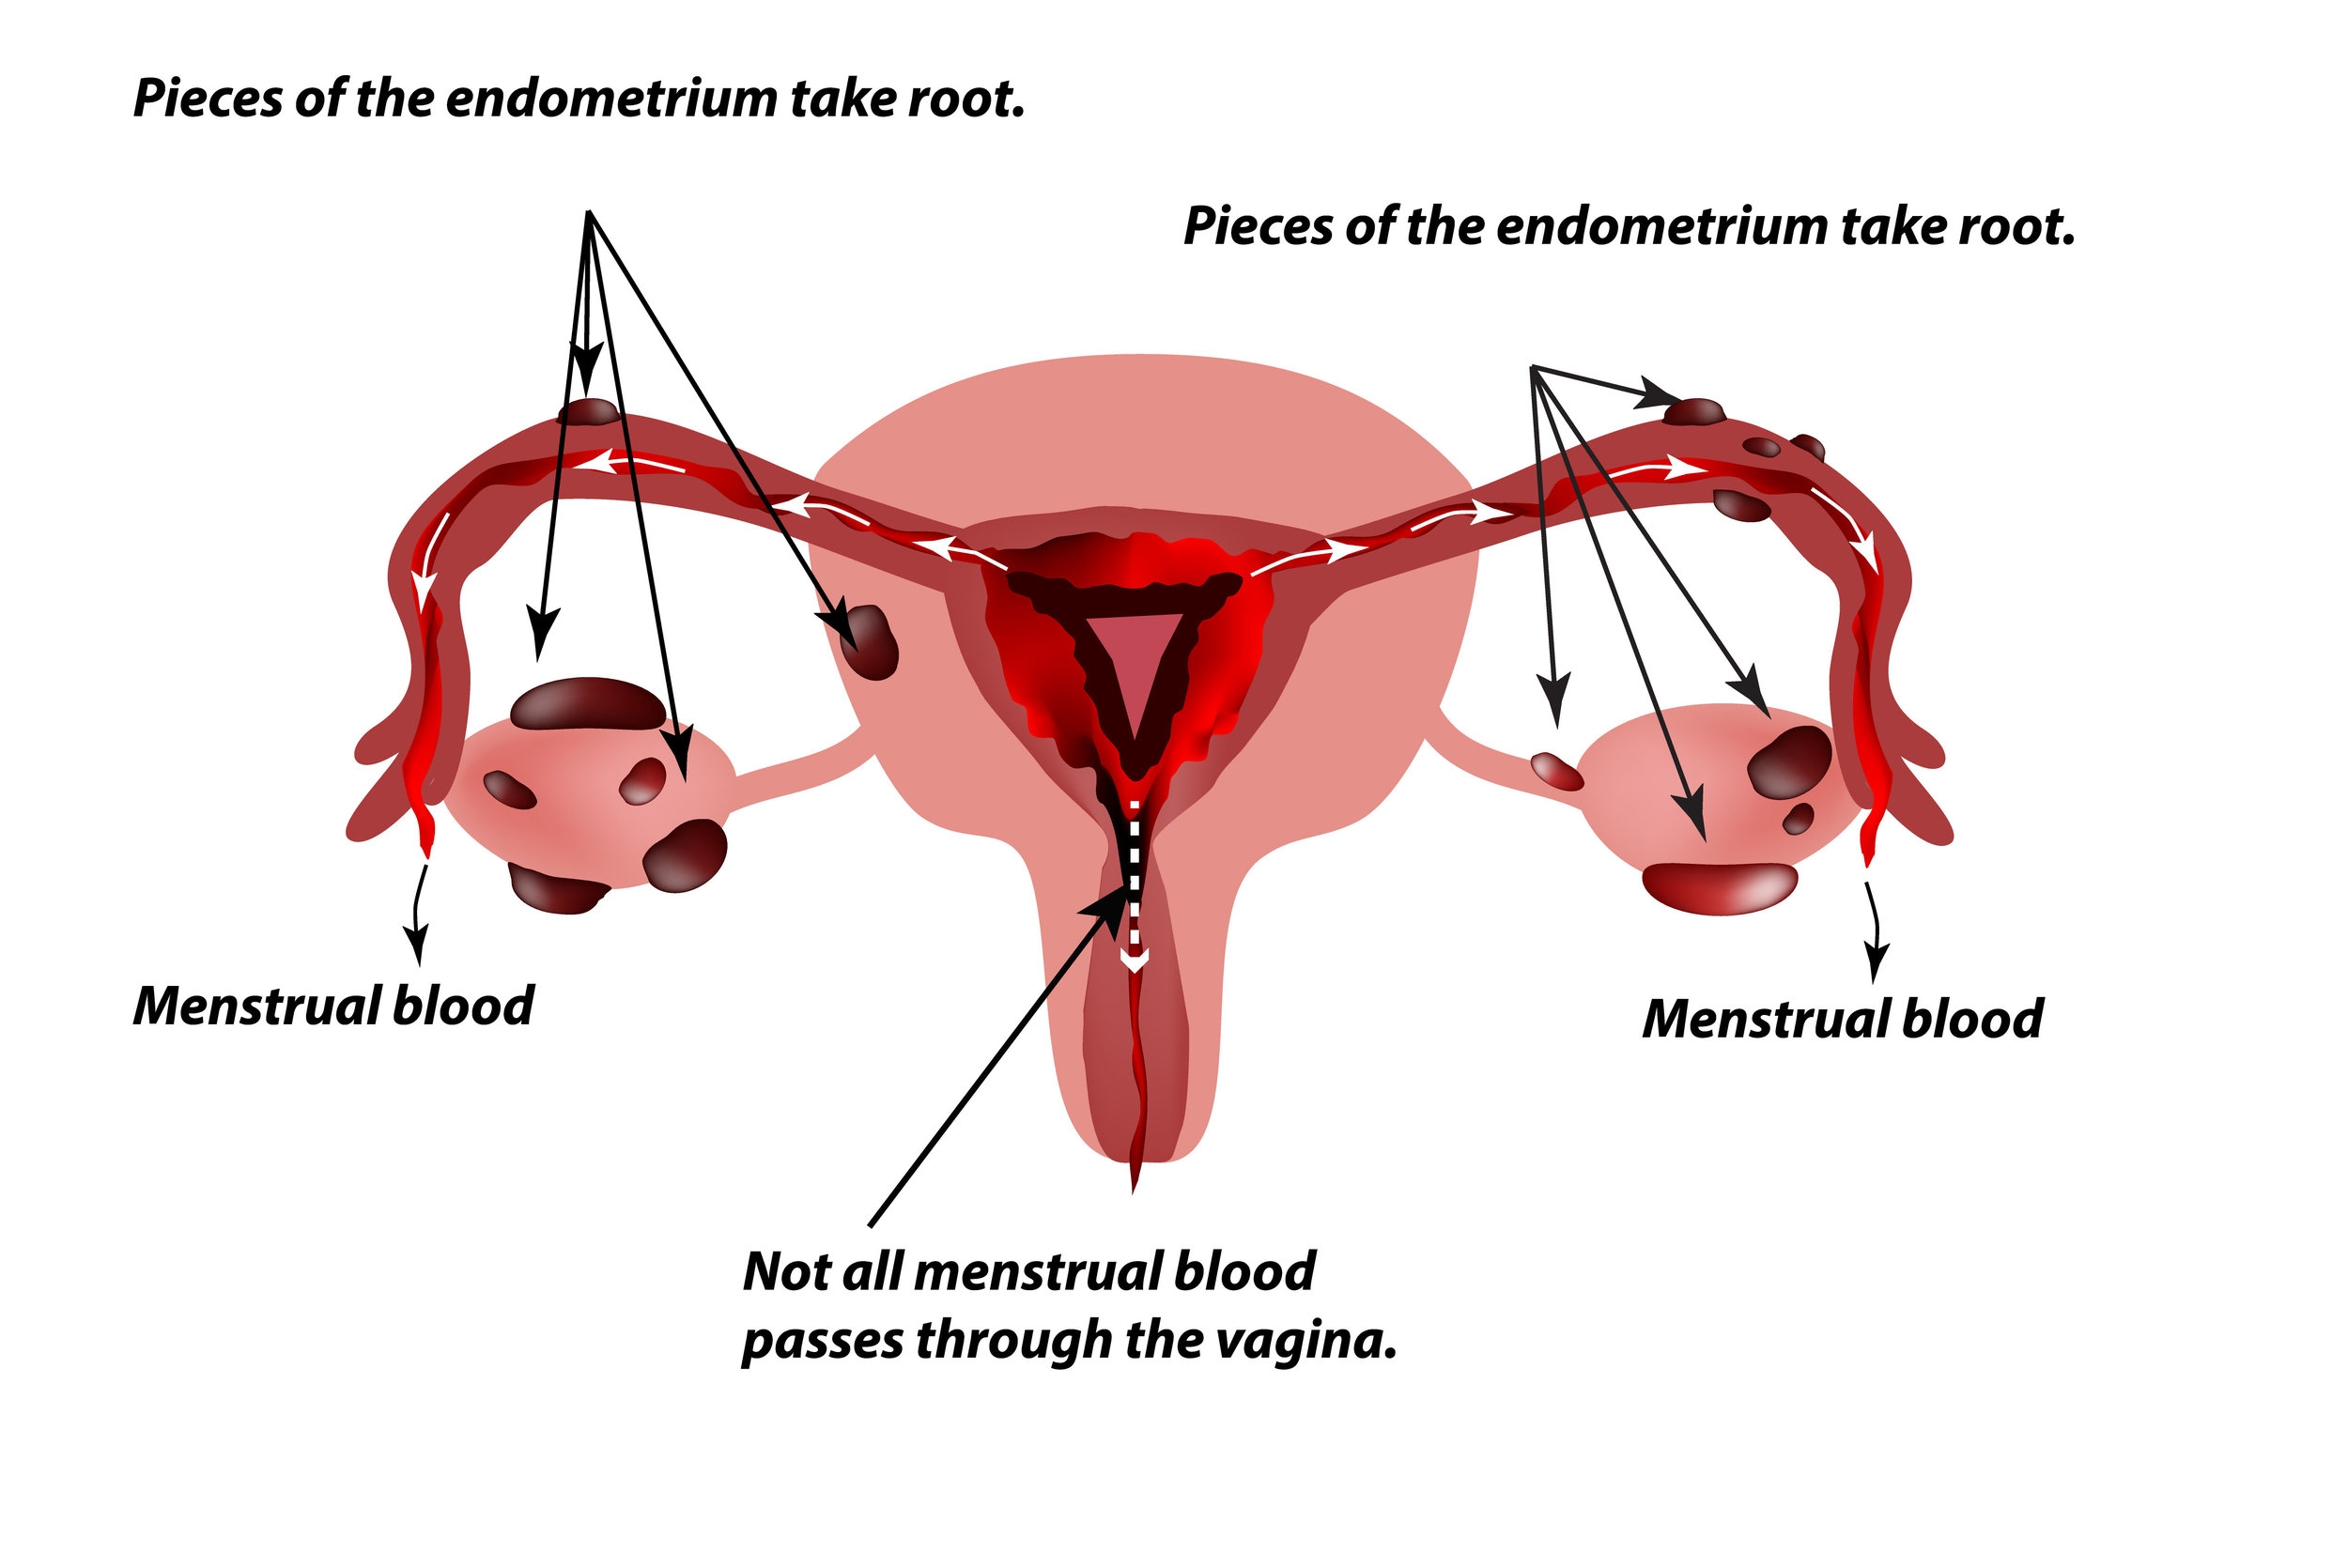 Pieces of the endometrium take root.
Pieces of the endometrium take root.
Menstrual blood
Menstrual blood
Not all menstrual blood
passes through the vagina.